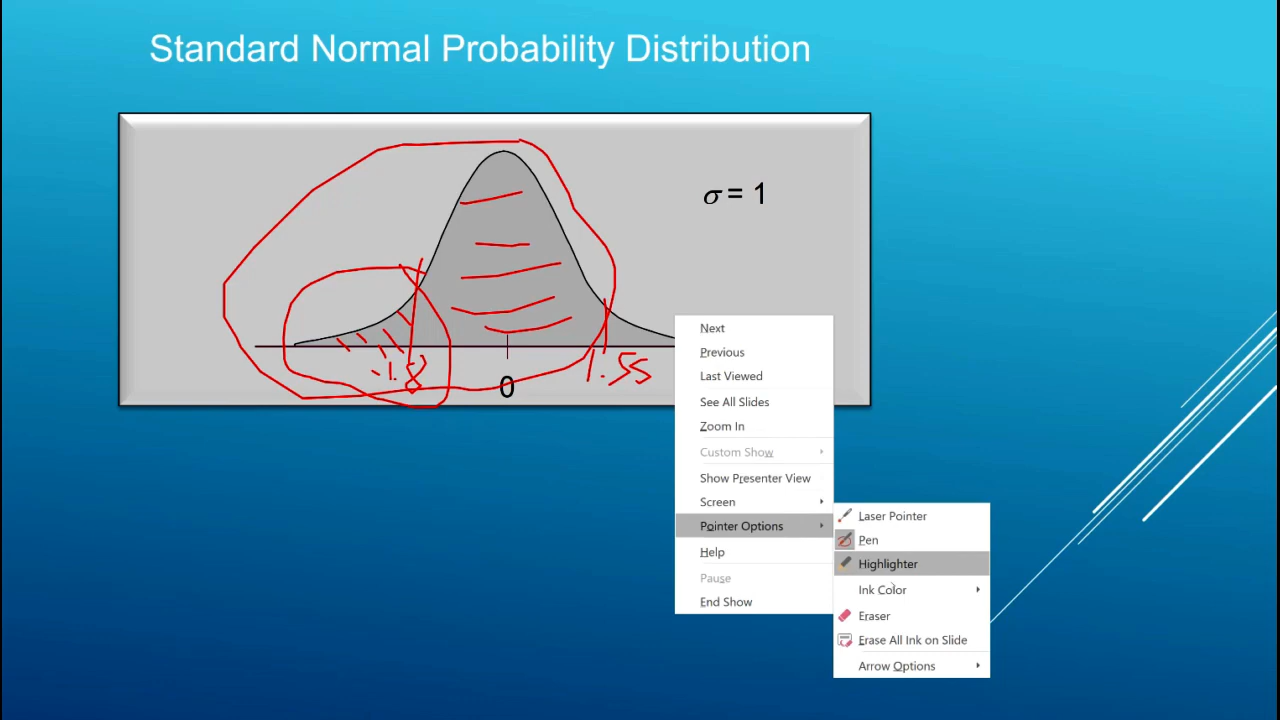 Standard Normal Probability Distribution
σ = 1
-1.8
0
1.55
Next
Previous
Last Viewed
See All Slides
Zoom In
Custom Show
Show Presenter View
Screen
Pointer Options
Help
Pause
End Show
Laser Pointer
Pen
Highlighter
Ink Color
Eraser
Erase All Ink on Slide
Arrow Options